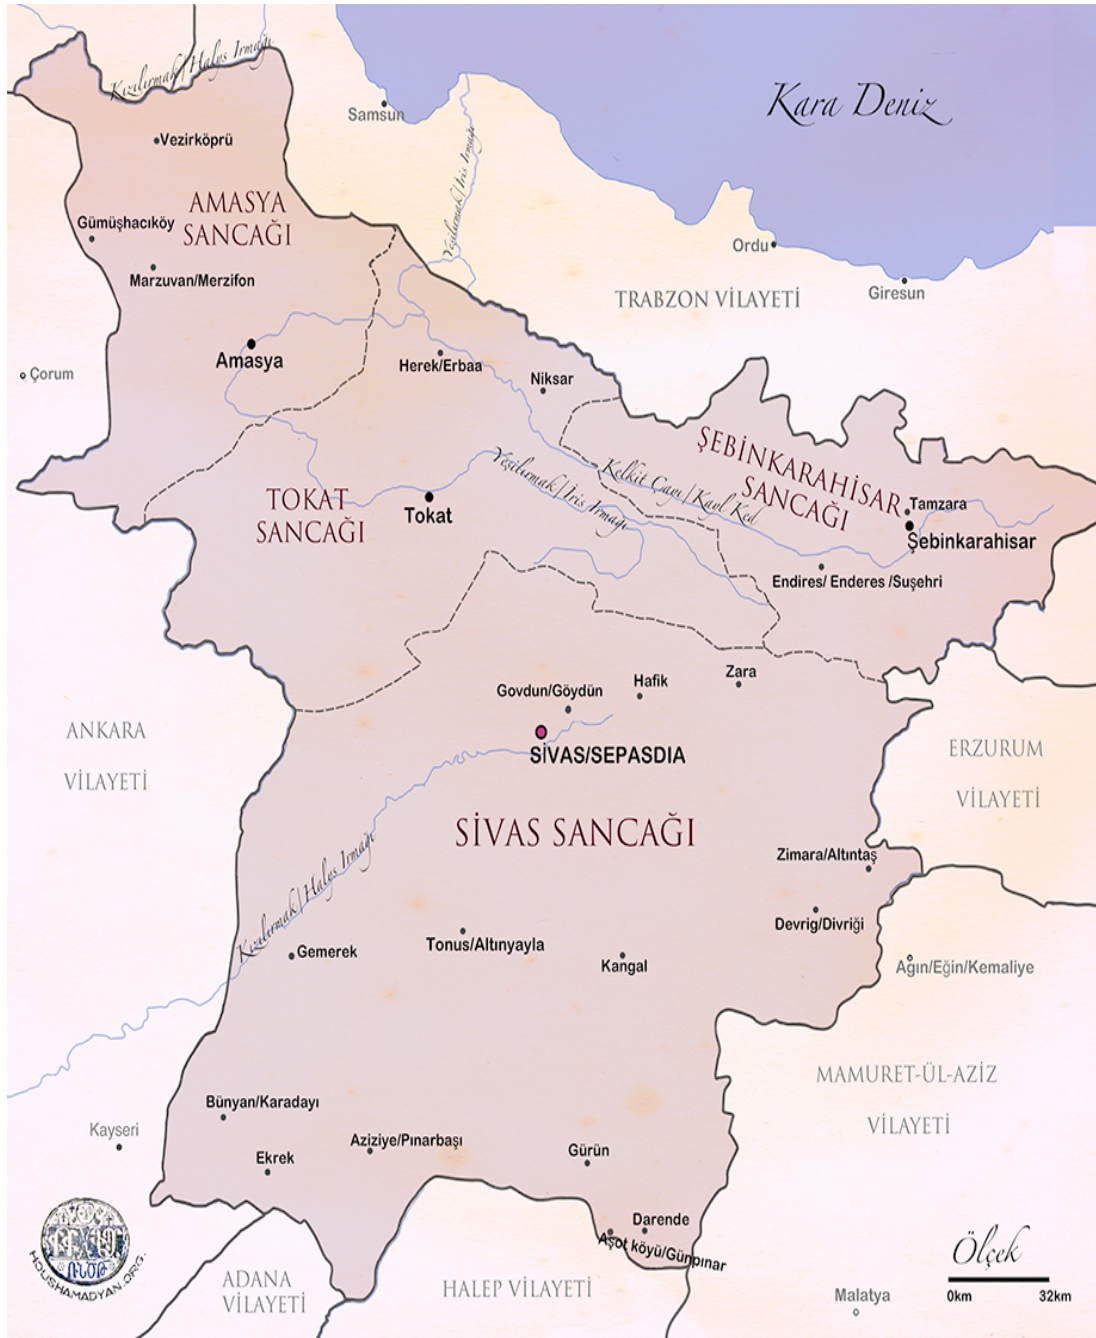 Kızılırmak/Halys Irmağı
Kara Deniz
Samsun
Vezirköprü
Yeşilırmak/İris Irmağı
AMASYA
SANCAĞI
Gümüşhacıköy
Ordu
Marzuvan/Merzifon
TRABZON VİLAYETİ
Giresun
Amasya
Herek/Erbaa
Çorum
Niksar
ŞEBİNKARAHİSAR
SANCAĞI
Yeşilırmak/İris Irmağı
Kelkit Çayı/Kayl Ked
TOKAT
SANCAĞI
Tokat
Tamzara
Şebinkarahisar
Endires/ Enderes /Suşehri
Zara
Hafik
Govdun/Göydün
ANKARA
VİLAYETİ
SİVAS/SEPASDIA
ERZURUM
VİLAYETİ
SİVAS SANCAĞI
Zimara/Altıntaş
Kızılırmak/Halys Irmağı
Devrig/Divriği
Tonus/Altınyayla
Gemerek
Kangal
Ağın/Eğin/Kemaliye
MAMURET-ÜL-AZİZ
VİLAYETİ
Bünyan/Karadayı
Kayseri
Aziziye/Pınarbaşı
Gürün
Ekrek
Darende
Aşot köyü/Günpınar
Ölçek
0km 32km
ADANA
VİLAYETİ
HALEP VİLAYETİ
Malatya
HOUSHAMADYAN.ORG.